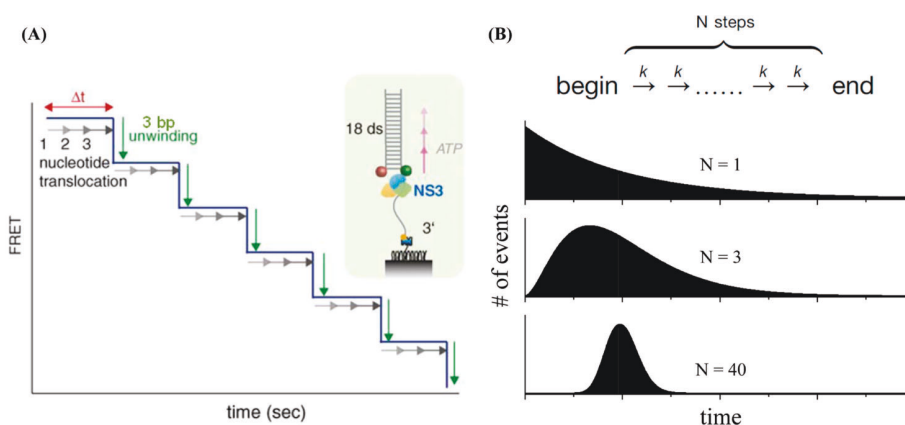 (A)
Δt
1 2 3
nucleotide
translocation
3 bp
unwinding
18 ds
ATP
NS3
3'
FRET
time (sec)
(B)
N steps
begin k→ k→ ...... k→ k→ end
N = 1
N = 3
N = 40
# of events
time